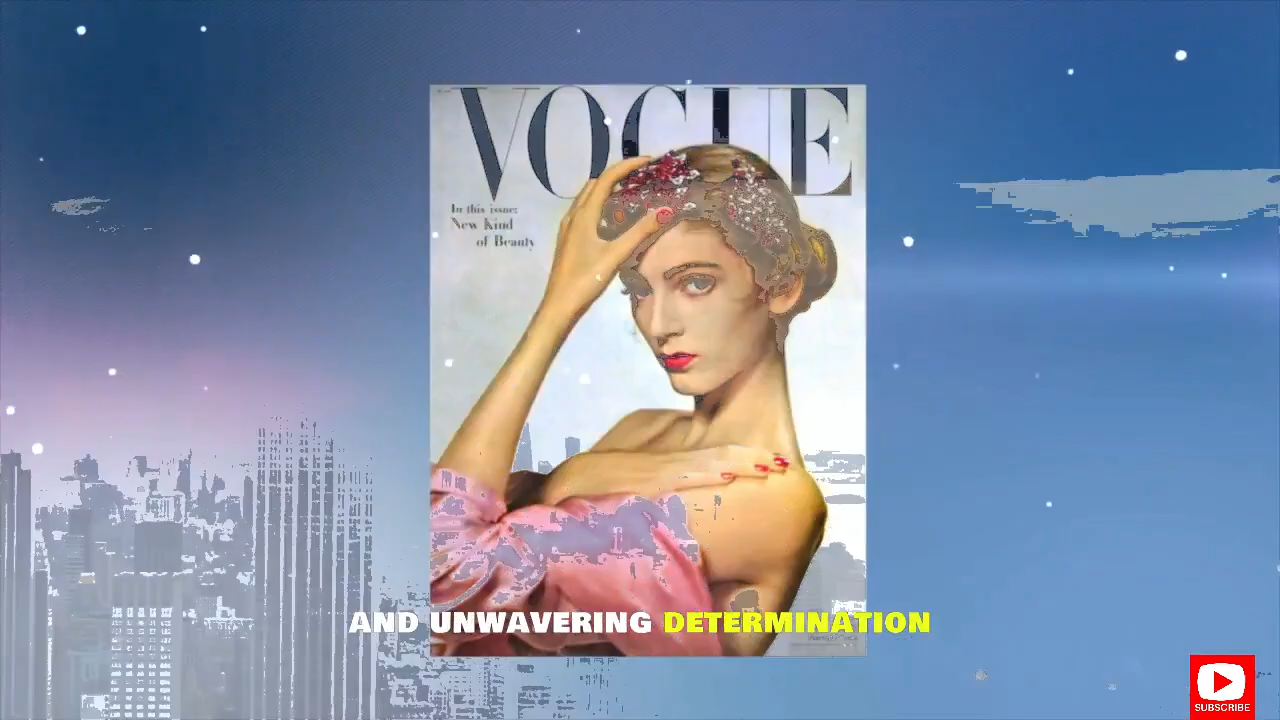 VOGUE
In this issue:
New Kind
of Beauty
AND UNWAVERING DETERMINATION
SUBSCRIBE